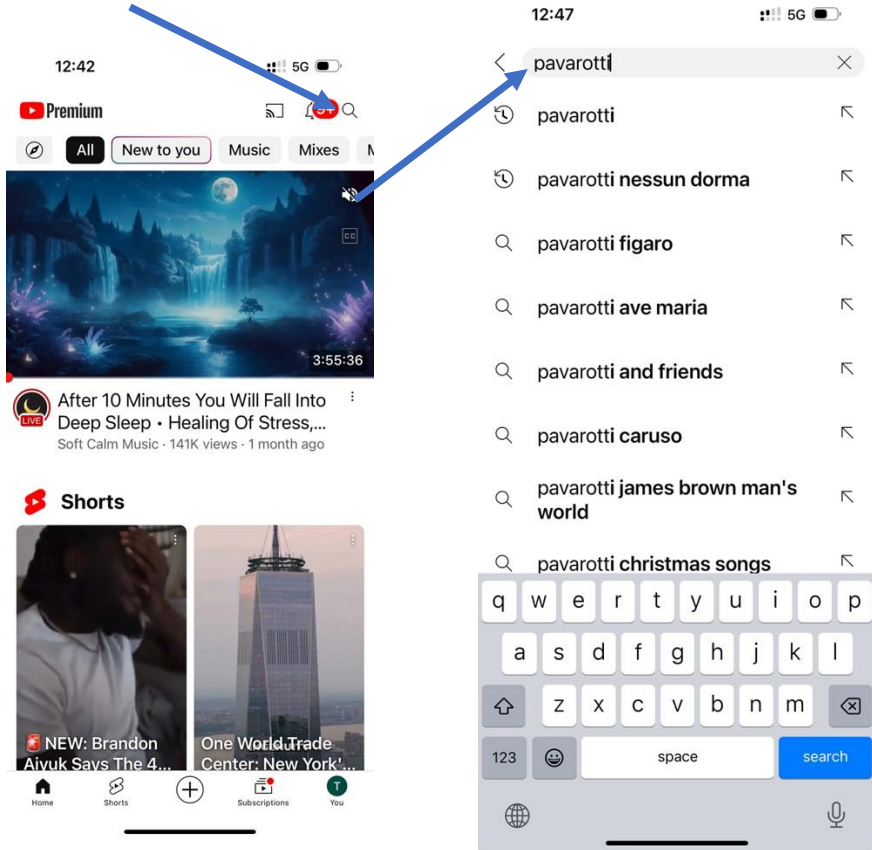 12:42
5G
Premium
9+
All
New to you
Music
Mixes
CC
3:55:36
LIVE
After 10 Minutes You Will Fall Into
Deep Sleep • Healing Of Stress,...
Soft Calm Music · 141K views · 1 month ago
Shorts
NEW: Brandon
Aiyuk Says The 4...
One World Trade
Center: New York'...
Home
Shorts
Subscriptions
T
You
12:47
5G
pavarotti
pavarotti
pavarotti nessun dorma
pavarotti figaro
pavarotti ave maria
pavarotti and friends
pavarotti caruso
pavarotti james brown man's
world
pavarotti christmas songs
q w e r t y u i o p
a s d f g h j k l
z x c v b n m
123
space
search